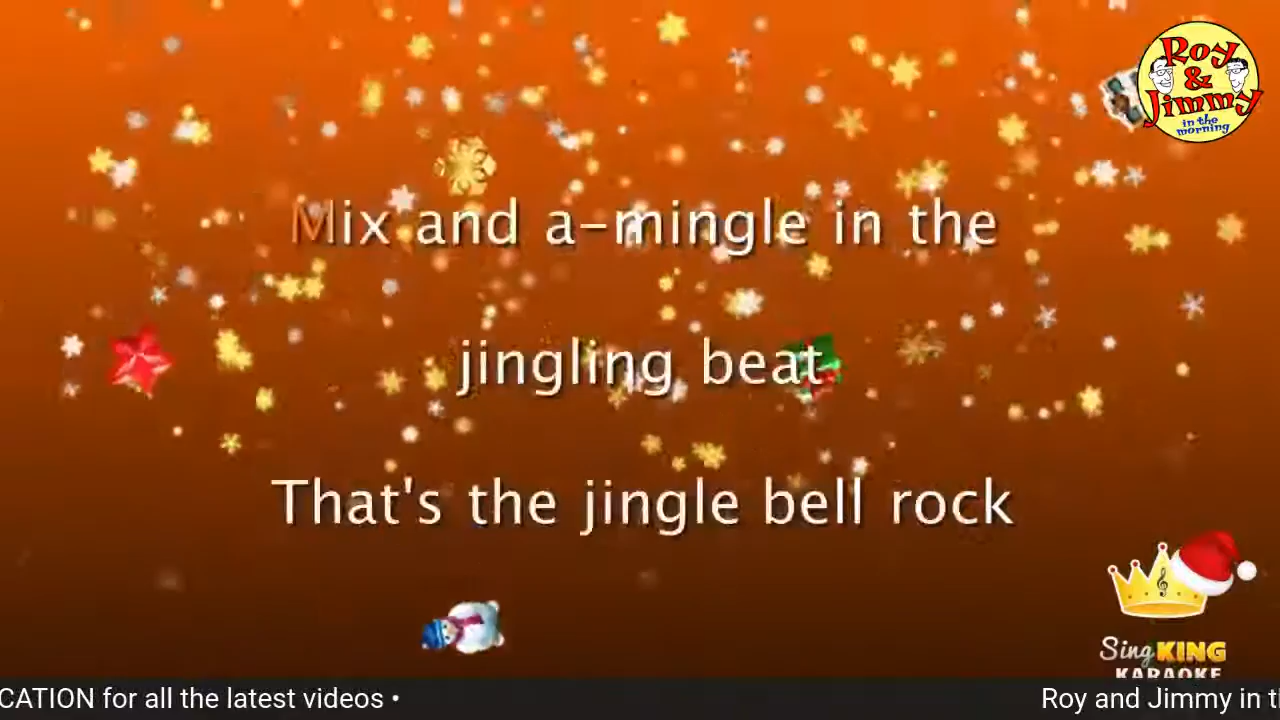 Roy
&
Jimmy
in the
morning
Mix and a-mingle in the
jingling beat
That's the jingle bell rock
Sing KING
KARAOKE
CATION for all the latest videos •
Roy and Jimmy in t